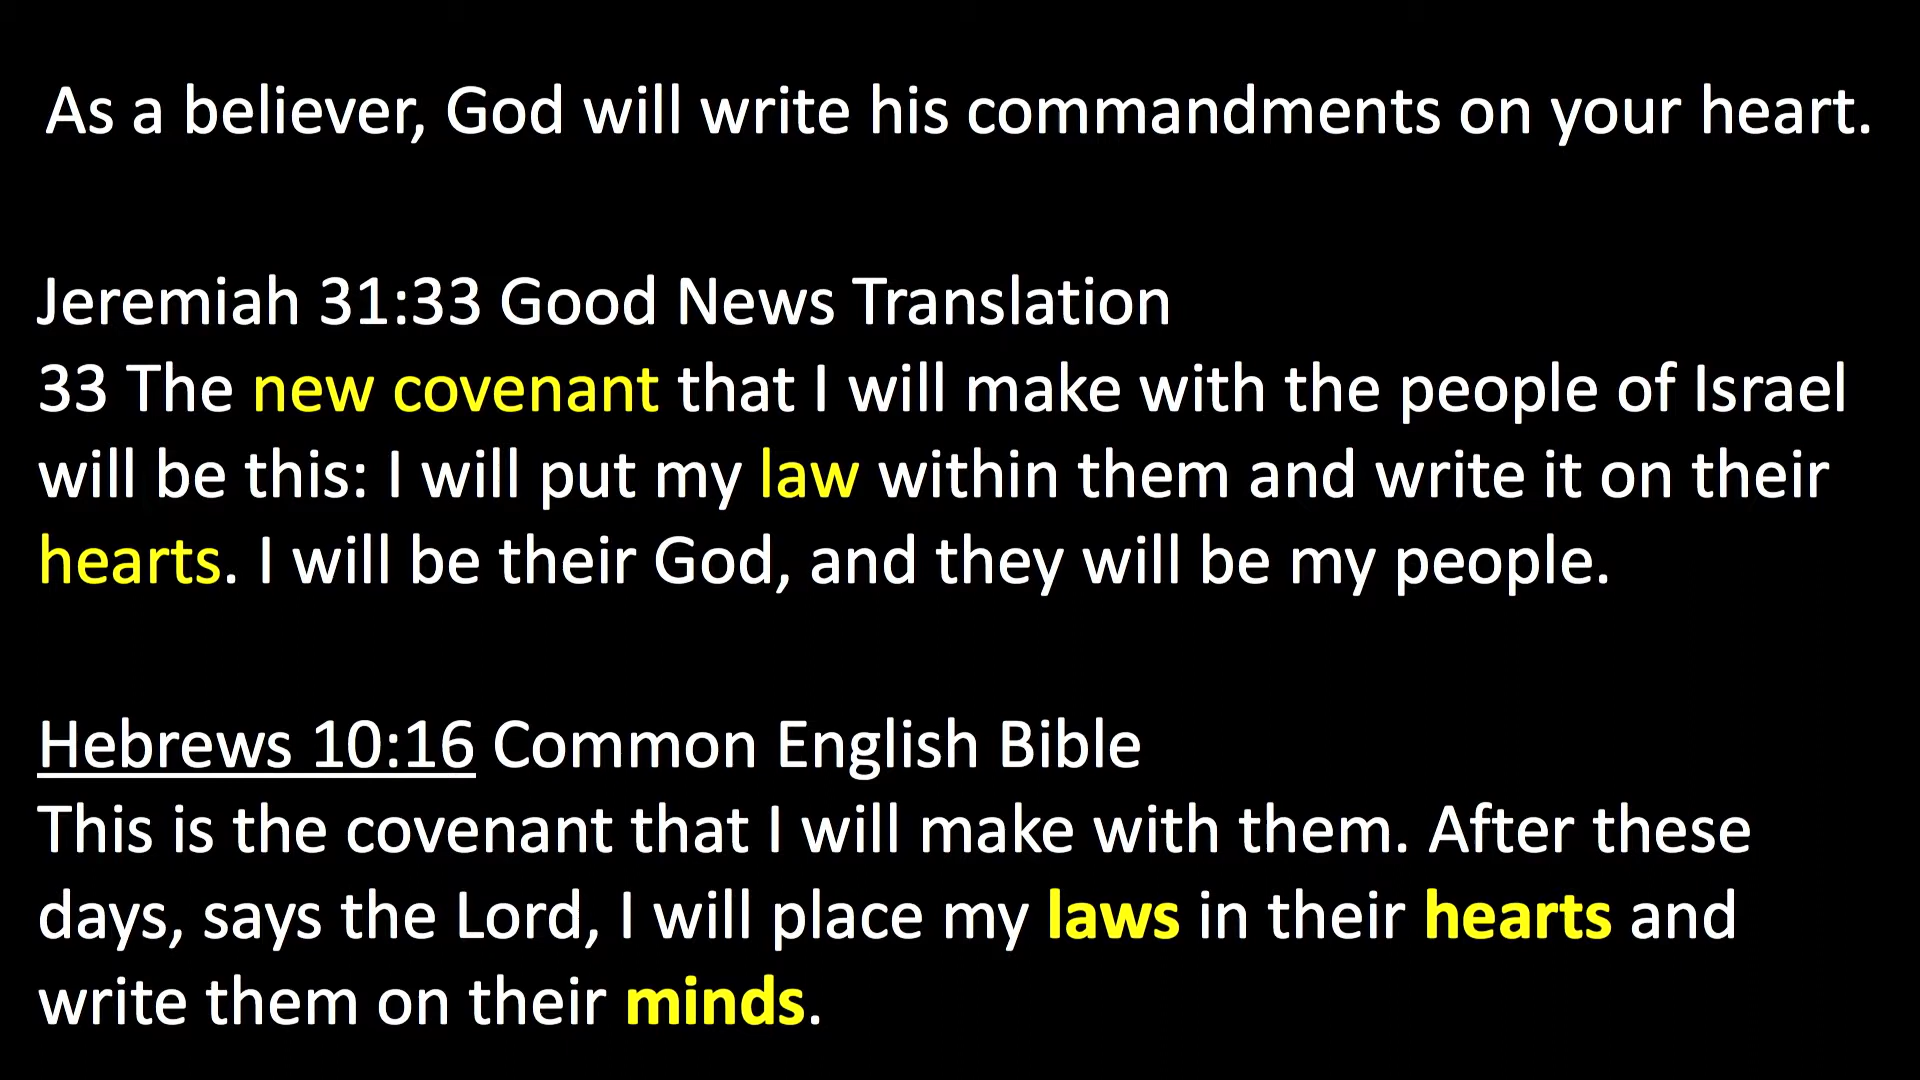 As a believer, God will write his commandments on your heart.
Jeremiah 31:33 Good News Translation
33 The new covenant that I will make with the people of Israel
will be this: I will put my law within them and write it on their
hearts. I will be their God, and they will be my people.
Hebrews 10:16 Common English Bible
This is the covenant that I will make with them. After these
days, says the Lord, I will place my laws in their hearts and
write them on their minds.